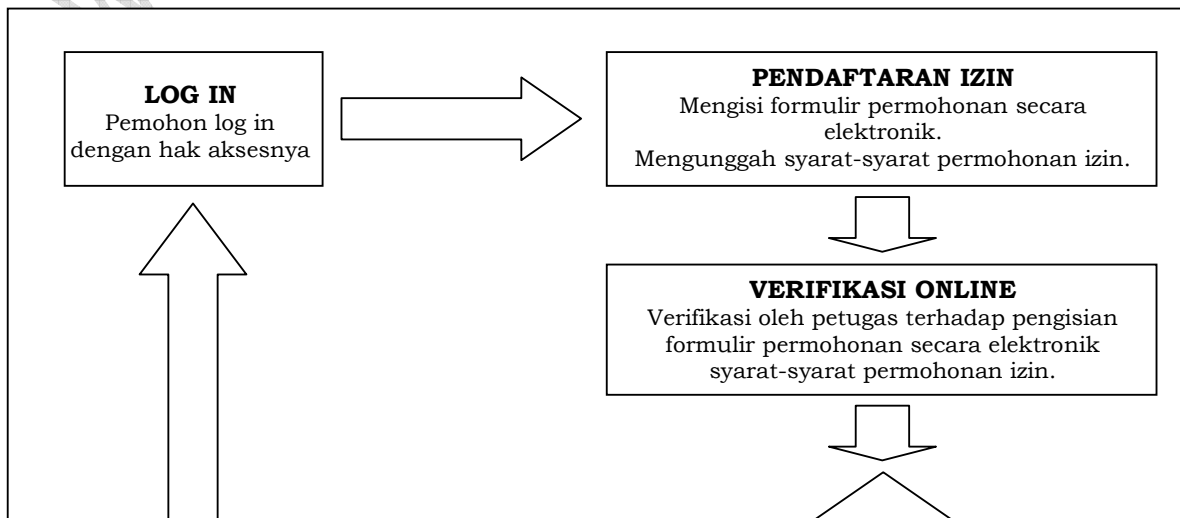 LOG IN
Pemohon log in
dengan hak aksesnya
PENDAFTARAN IZIN
Mengisi formulir permohonan secara
elektronik.
Mengunggah syarat-syarat permohonan izin.
VERIFIKASI ONLINE
Verifikasi oleh petugas terhadap pengisian
formulir permohonan secara elektronik
syarat-syarat permohonan izin.